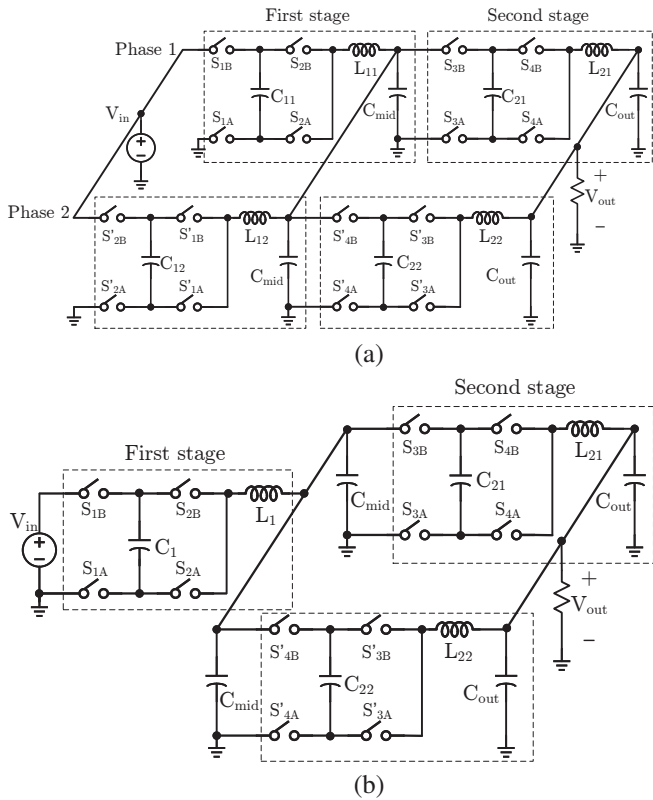 First stage Second stage
Phase 1 S1B S2B L11 S3B S4B L21
C11 Cmid C21 Cout
Vin S1A S2A S3A S4A
+
−
+
Vout
−
Phase 2 S'2B S'1B L12 S'4B S'3B L22
C12 Cmid C22 Cout
S'2A S'1A S'4A S'3A
(a)
Second stage
S3B S4B L21
First stage
C21 Cout
Cmid
Vin S1B S2B L1 S3A S4A
+
−
C1
S1A S2A
+
Vout
−
S'4B S'3B L22
Cmid C22 Cout
S'4A S'3A
(b)